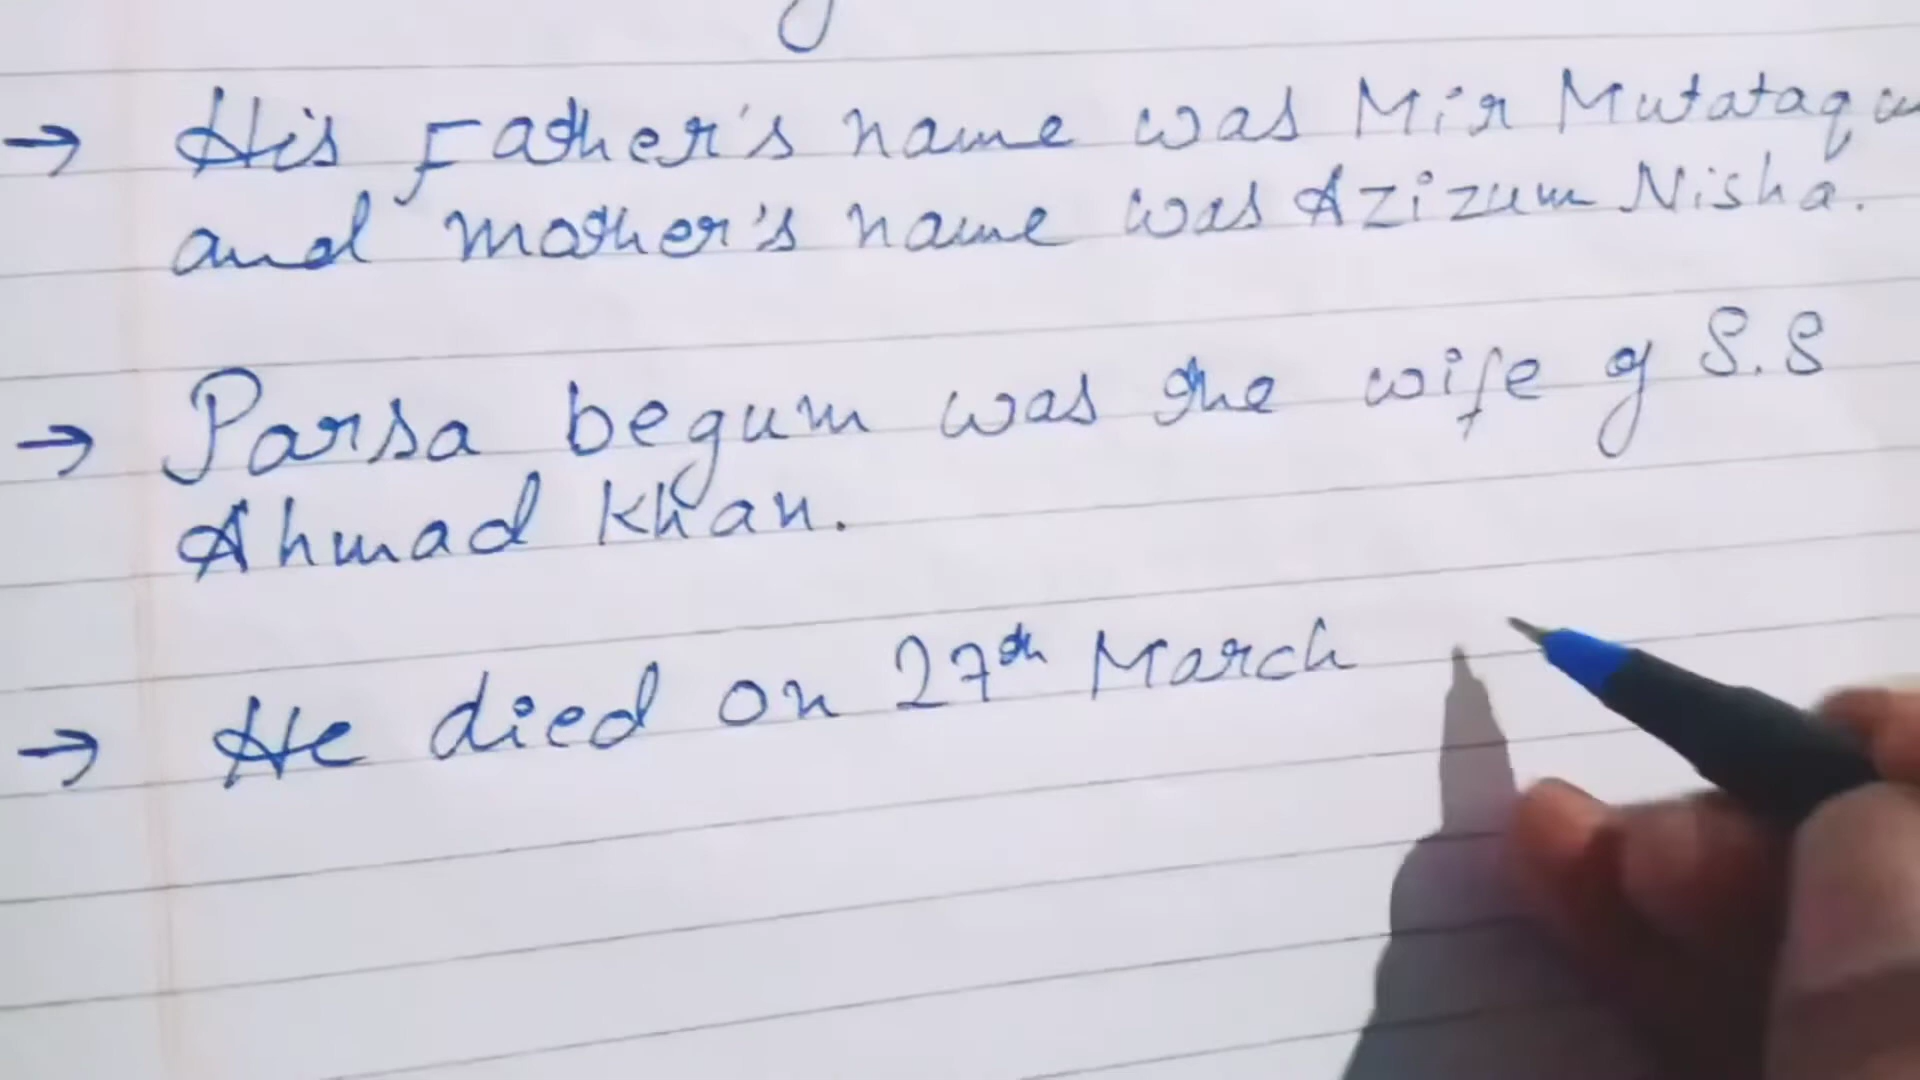 → His Father's name was Mir Mutataqu
and mother's name was Azizum Nisha.
→ Parsa begum was the wife of S.S
Ahmad Khan.
→ He died on 27th March